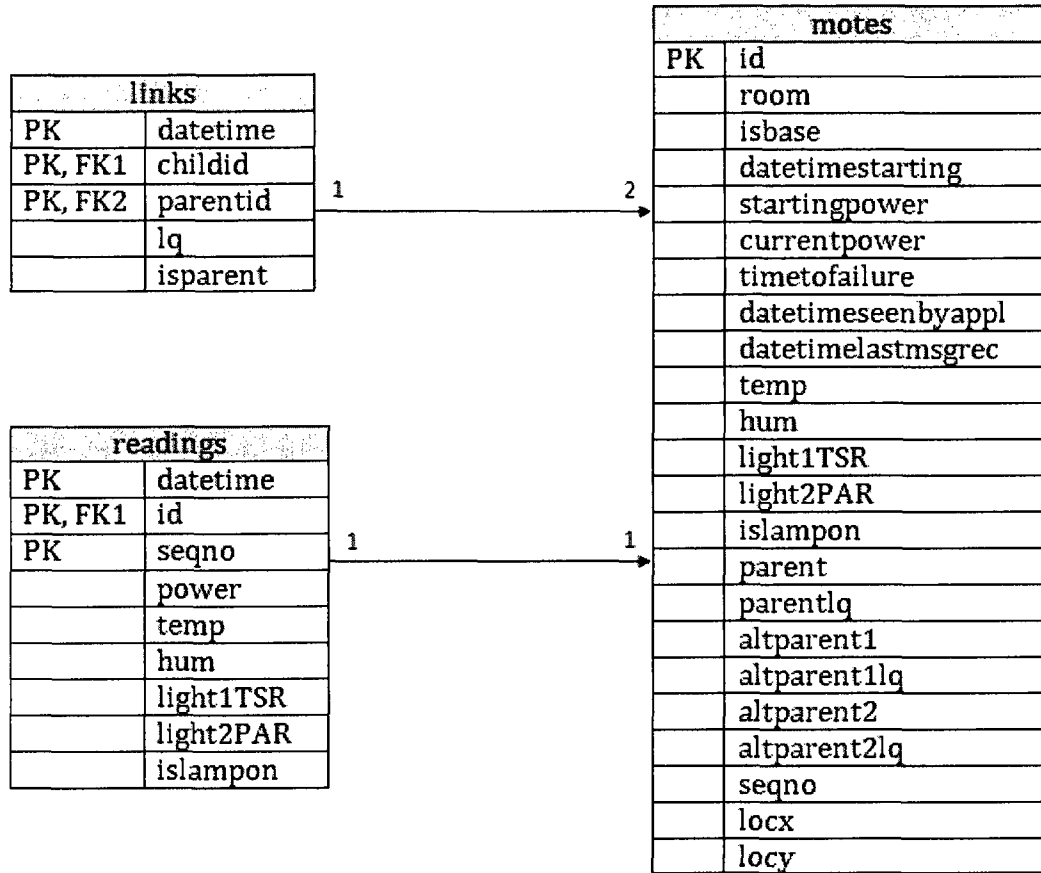 links
PK datetime
PK, FK1 childid
PK, FK2 parentid
lq
isparent
1 2
readings
PK datetime
PK, FK1 id
PK seqno
power
temp
hum
light1TSR
light2PAR
islampon
1 1
motes
PK id
room
isbase
datetimestarting
startingpower
currentpower
timetofailure
datetimeseenbyappl
datetimelastmsgrec
temp
hum
light1TSR
light2PAR
islampon
parent
parentlq
altparent1
altparent1lq
altparent2
altparent2lq
seqno
locx
locy